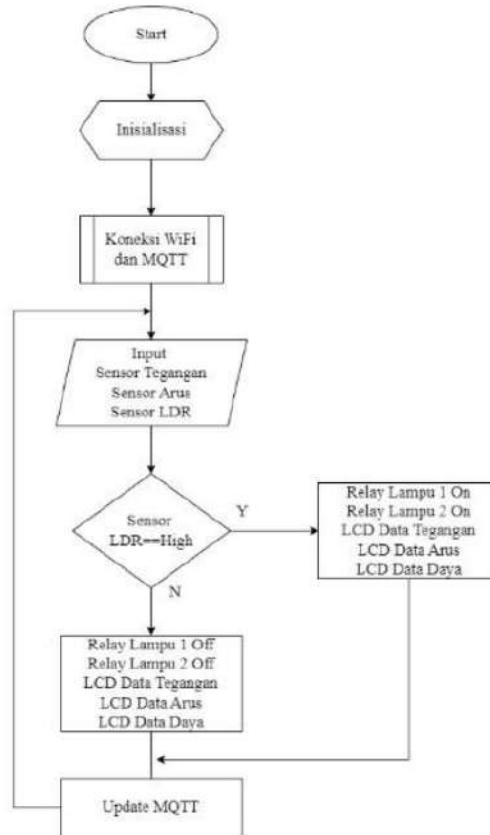 Start
Inisialisasi
Koneksi WiFi
dan MQTT
Input
Sensor Tegangan
Sensor Arus
Sensor LDR
Sensor
LDR==High
Y
Relay Lampu 1 On
Relay Lampu 2 On
LCD Data Tegangan
LCD Data Arus
LCD Data Daya
N
Relay Lampu 1 Off
Relay Lampu 2 Off
LCD Data Tegangan
LCD Data Arus
LCD Data Daya
Update MQTT